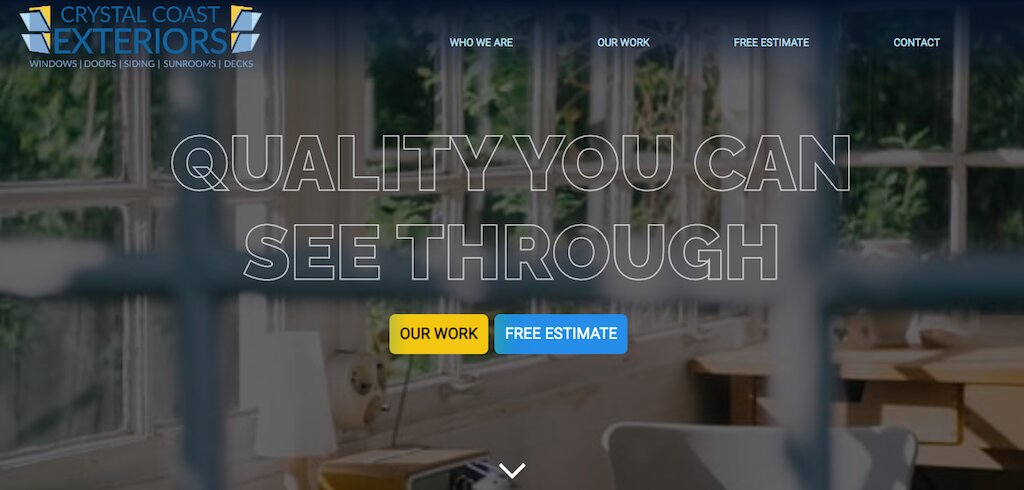 CRYSTAL COAST
EXTERIORS
WINDOWS | DOORS | SIDING | SUNROOMS | DECKS
WHO WE ARE
OUR WORK
FREE ESTIMATE
CONTACT
QUALITY YOU CAN
SEE THROUGH
OUR WORK
FREE ESTIMATE